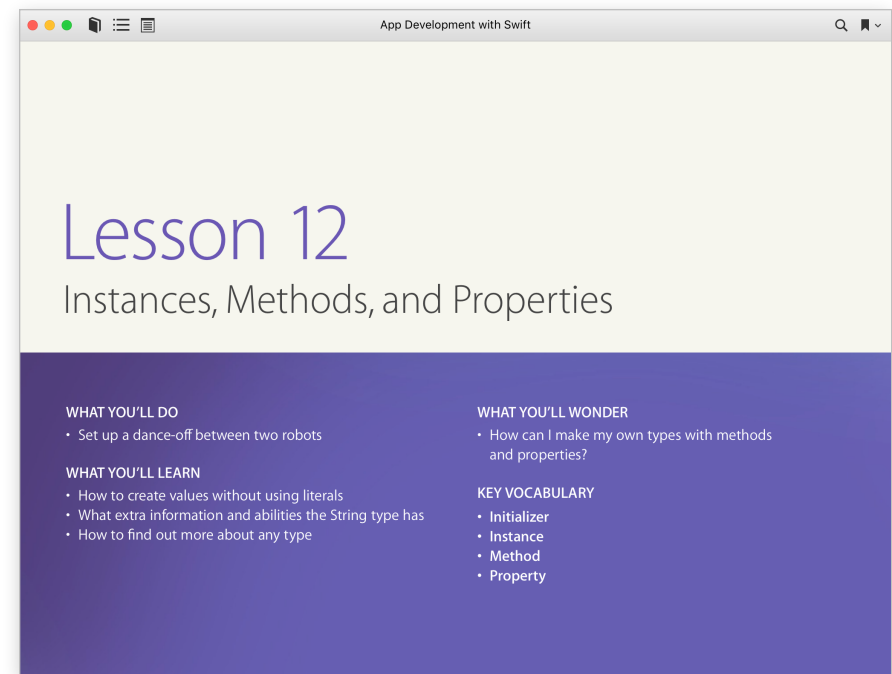 App Development with Swift
Lesson 12
Instances, Methods, and Properties
WHAT YOU’LL DO
• Set up a dance-off between two robots
WHAT YOU’LL LEARN
• How to create values without using literals
• What extra information and abilities the String type has
• How to find out more about any type
WHAT YOU’LL WONDER
• How can I make my own types with methods
and properties?
KEY VOCABULARY
• Initializer
• Instance
• Method
• Property